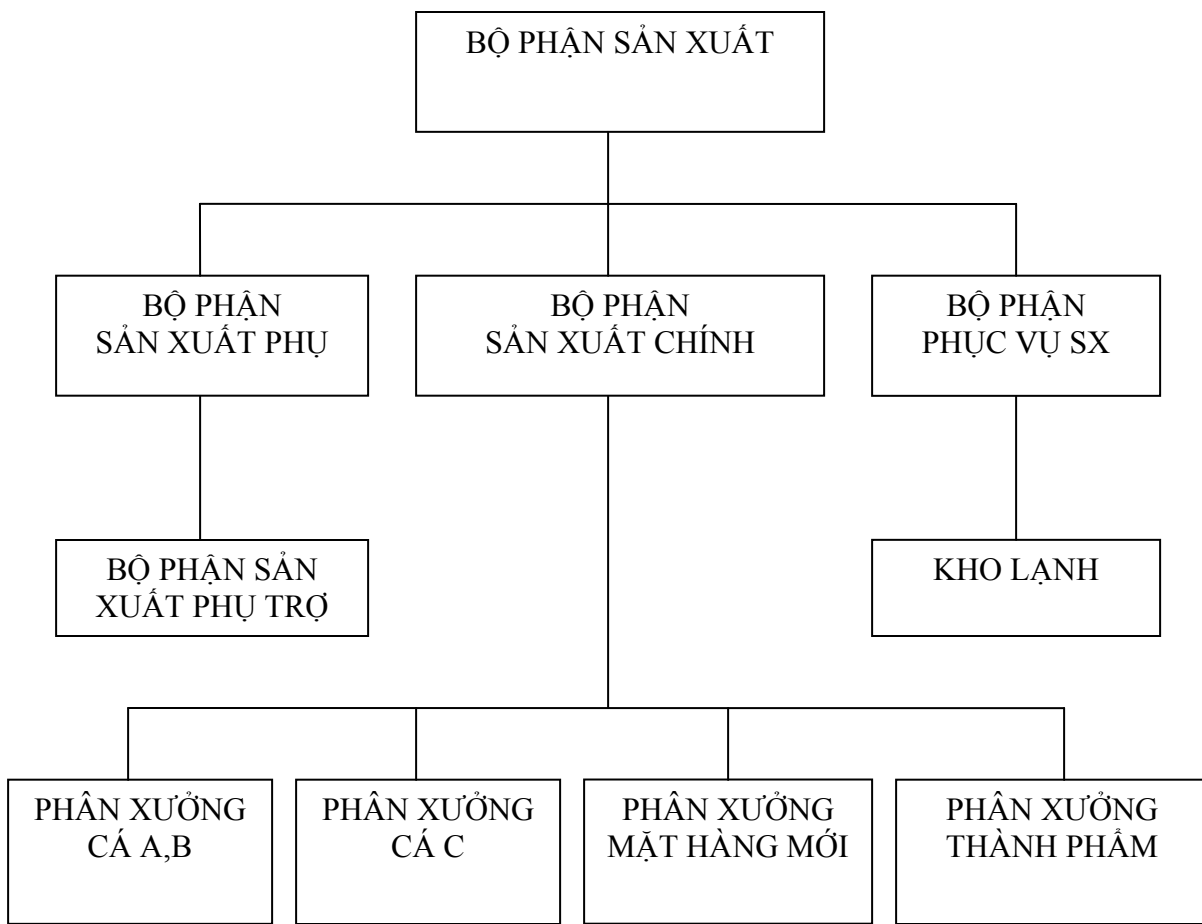 BỘ PHẬN SẢN XUẤT
BỘ PHẬN
SẢN XUẤT PHỤ
BỘ PHẬN
SẢN XUẤT CHÍNH
BỘ PHẬN
PHỤC VỤ SX
BỘ PHẬN SẢN
XUẤT PHỤ TRỢ
KHO LẠNH
PHÂN XƯỞNG
CÁ A,B
PHÂN XƯỞNG
CÁ C
PHÂN XƯỞNG
MẶT HÀNG MỚI
PHÂN XƯỞNG
THÀNH PHẨM